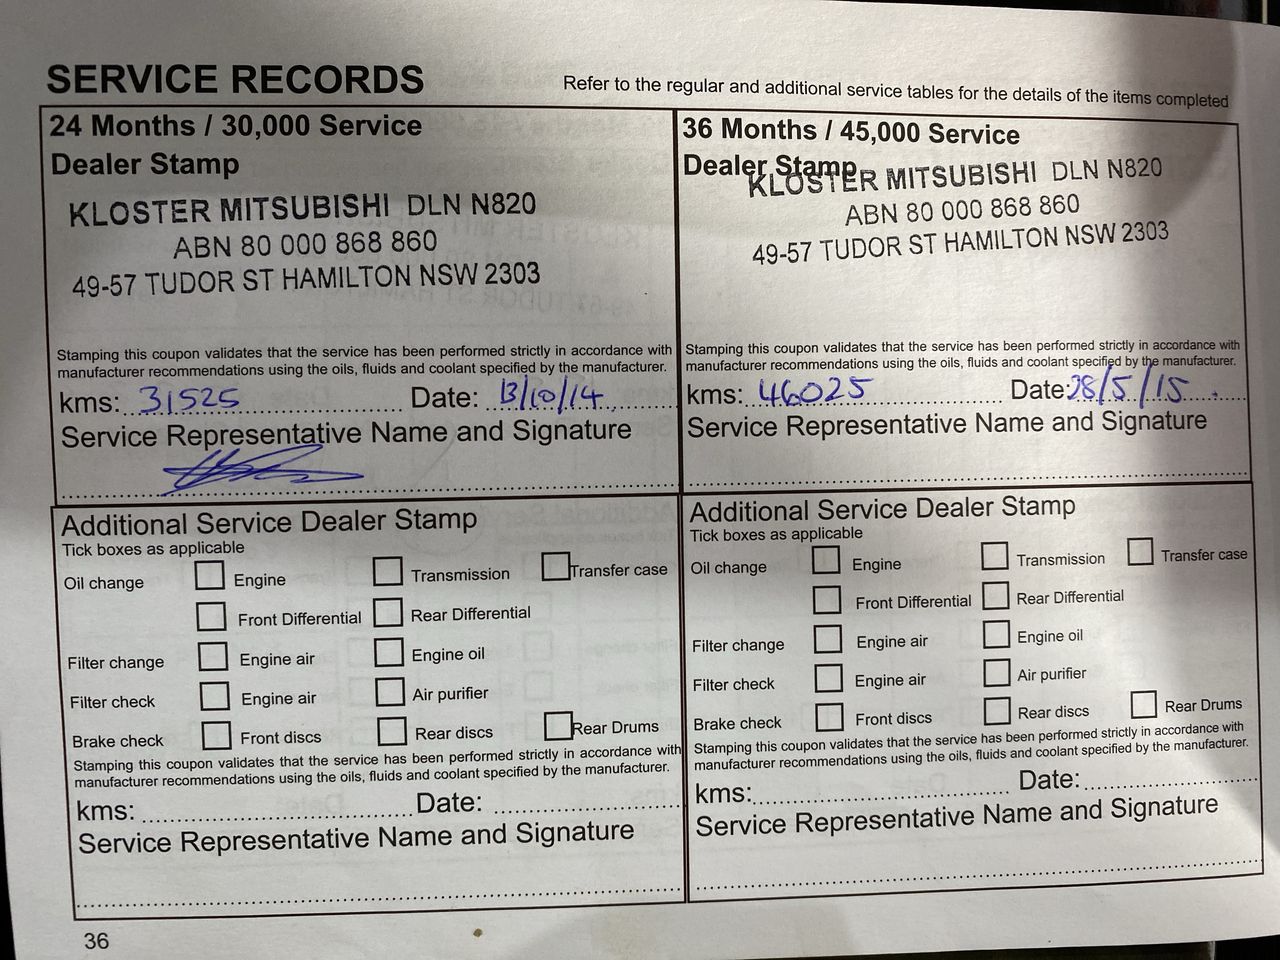 SERVICE RECORDS
Refer to the regular and additional service tables for the details of the items completed
24 Months / 30,000 Service
Dealer Stamp
KLOSTER MITSUBISHI DLN N820
ABN 80 000 868 860
49-57 TUDOR ST HAMILTON NSW 2303
Stamping this coupon validates that the service has been performed strictly in accordance with
manufacturer recommendations using the oils, fluids and coolant specified by the manufacturer.
kms: 31525 Date: 13/10/14
Service Representative Name and Signature
Additional Service Dealer Stamp
Tick boxes as applicable
Oil change Engine Transmission Transfer case
Front Differential Rear Differential
Filter change Engine air Engine oil
Filter check Engine air Air purifier
Brake check Front discs Rear discs Rear Drums
Stamping this coupon validates that the service has been performed strictly in accordance with
manufacturer recommendations using the oils, fluids and coolant specified by the manufacturer.
kms: Date:
Service Representative Name and Signature
36 Months / 45,000 Service
Dealer Stamp
KLOSTER MITSUBISHI DLN N820
ABN 80 000 868 860
49-57 TUDOR ST HAMILTON NSW 2303
Stamping this coupon validates that the service has been performed strictly in accordance with
manufacturer recommendations using the oils, fluids and coolant specified by the manufacturer.
kms: 46025 Date: 28/5/15
Service Representative Name and Signature
Additional Service Dealer Stamp
Tick boxes as applicable
Oil change Engine Transmission Transfer case
Front Differential Rear Differential
Filter change Engine air Engine oil
Filter check Engine air Air purifier
Brake check Front discs Rear discs Rear Drums
Stamping this coupon validates that the service has been performed strictly in accordance with
manufacturer recommendations using the oils, fluids and coolant specified by the manufacturer.
kms: Date:
Service Representative Name and Signature
36